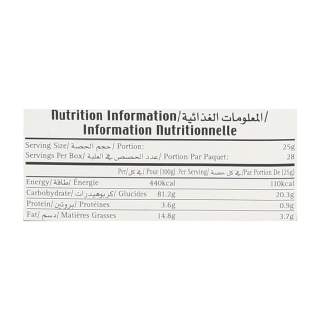 Nutrition Information/المعلومات الغذائية/
Information Nutritionnelle
Serving Size/حجم الحصة/Portion: 25g
Servings Per Box/عدد الحصص في العلبة/Portion Par Paquet: 28
Per/كل/Pour (100g) Per Serving/في كل حصة/Par Portion De (25g)
Energy/طاقة/Énergie 440kcal 110kcal
Carbohydrate/كربوهيدرات/Glucides 81.2g 20.3g
Protein/بروتين/Protéines 3.6g 0.9g
Fat/دسم/Matières Grasses 14.8g 3.7g